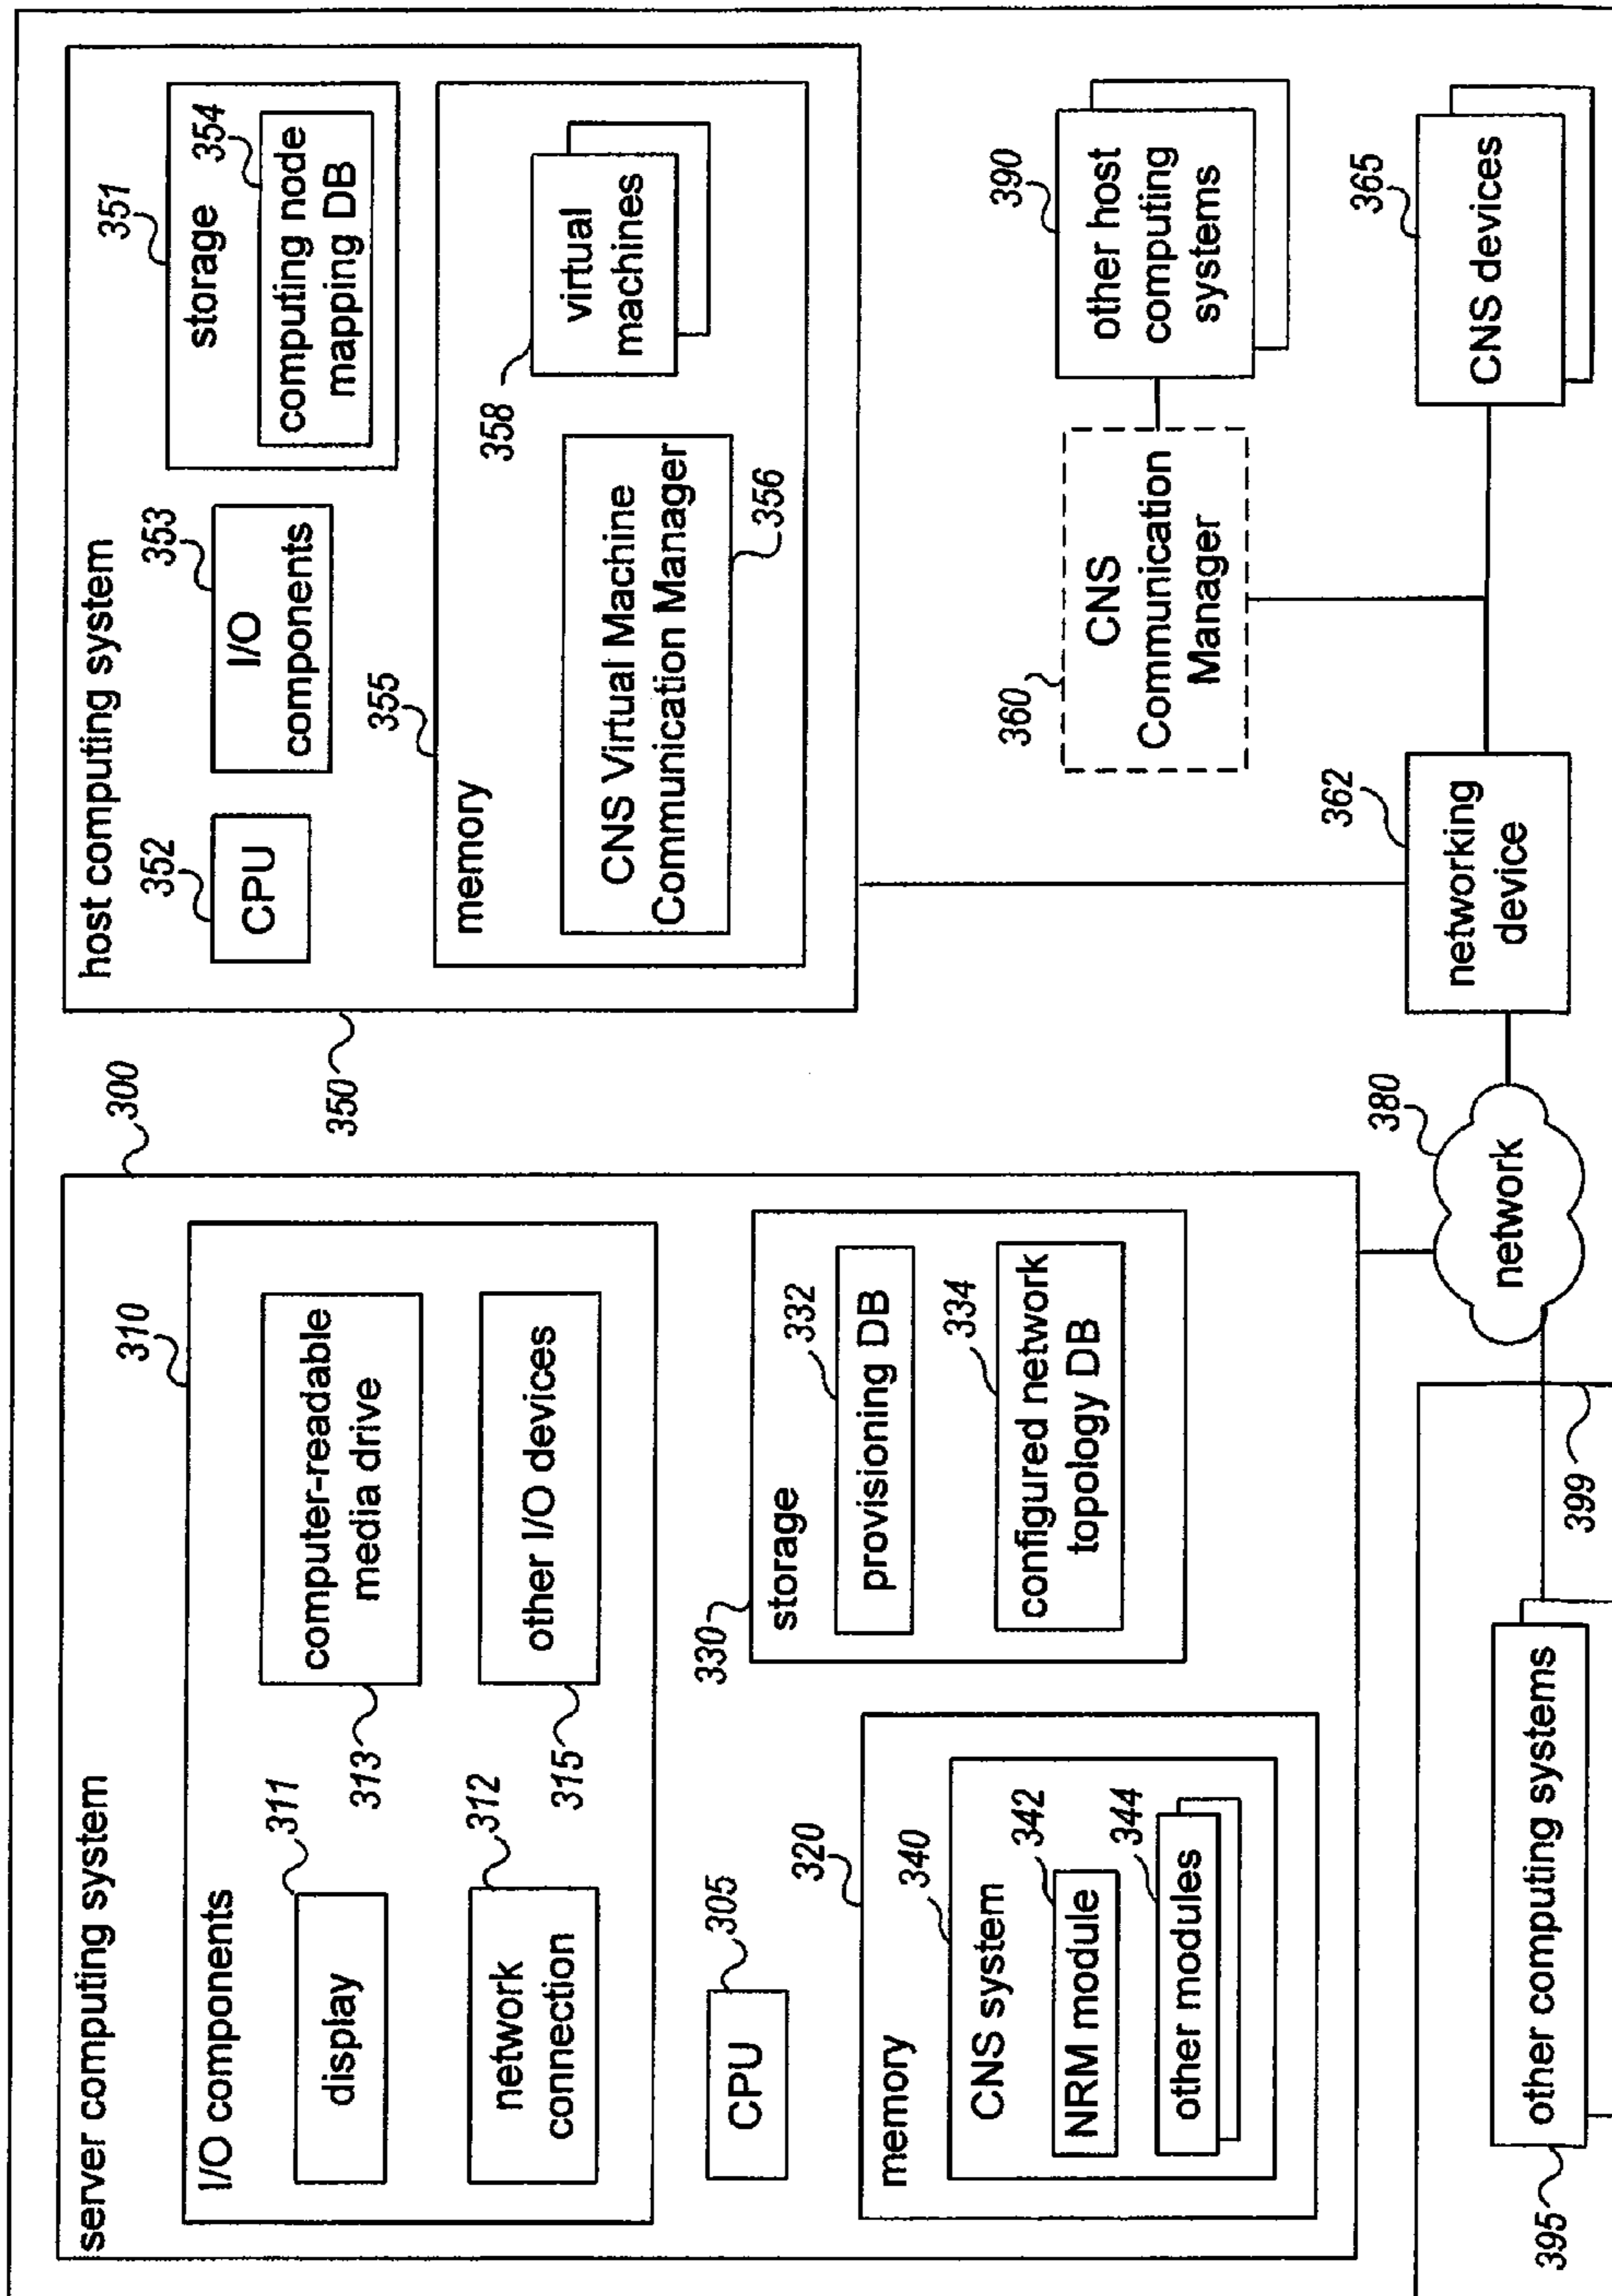 server computing system
300
I/O components
310
display
311
computer-readable
media drive
313
network
connection
312
other I/O devices
315
CPU
305
memory
320
CNS system
340
NRM module
342
other modules
344
storage
330
provisioning DB
332
configured network
topology DB
334
host computing system
350
CPU
352
I/O
components
353
storage
351
computing node
mapping DB
354
memory
355
CNS Virtual Machine
Communication Manager
356
virtual
machines
358
CNS
Communication
Manager
360
other host
computing
systems
390
networking
device
362
CNS devices
365
network
380
other computing systems
395
399